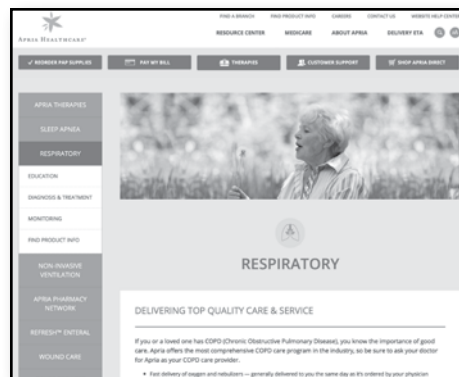 FIND A BRANCH FIND PRODUCT INFO CAREERS CONTACT US WEBSITE HELP CENTER
APRIA HEALTHCARE®
RESOURCE CENTER MEDICARE ABOUT APRIA DELIVERY ETA
✓ REORDER PAP SUPPLIES PAY MY BILL THERAPIES CUSTOMER SUPPORT SHOP APRIA DIRECT
APRIA THERAPIES
SLEEP APNEA
RESPIRATORY
EDUCATION
DIAGNOSIS & TREATMENT
MONITORING
FIND PRODUCT INFO
NON-INVASIVE
VENTILATION
APRIA PHARMACY
NETWORK
REFRESH™ ENTERAL
WOUND CARE
RESPIRATORY
DELIVERING TOP QUALITY CARE & SERVICE
If you or a loved one has COPD (Chronic Obstructive Pulmonary Disease), you know the importance of good
care. Apria offers the most comprehensive COPD care program in the industry, so be sure to ask your doctor
for Apria as your COPD care provider.
• Fast delivery of oxygen and nebulizers — generally delivered to you the same day as it's ordered by your physician